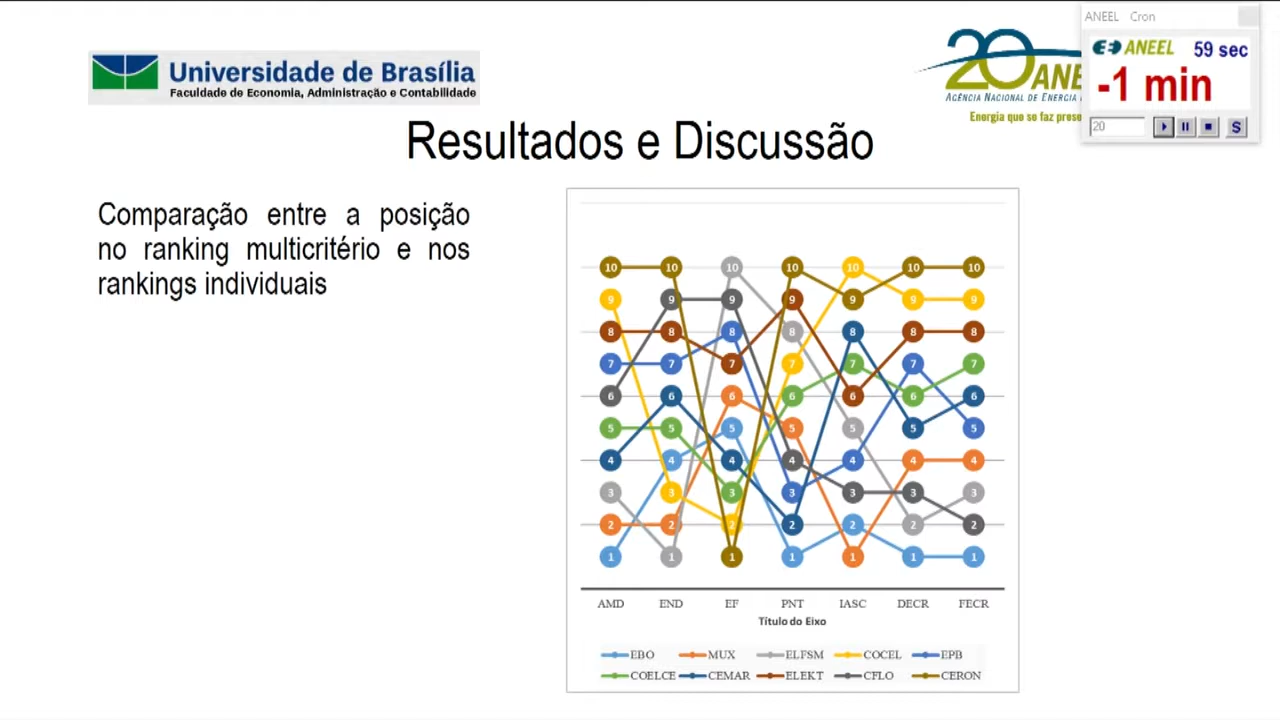 ANEEL Cron
Universidade de Brasília
Faculdade de Economia, Administração e Contabilidade
20 ANE
AGÊNCIA NACIONAL DE ENERGIA
Energia que se faz prese
ANEEL 59 sec
-1 min
20
S
Resultados e Discussão
Comparação entre a posição
no ranking multicritério e nos
rankings individuais
10 10 10 10 10 10 10
9 9 9 9 9 9 9
8 8 8 8 8 8 8
7 7 7 7 7 7 7
6 6 6 6 6 6 6
5 5 5 5 5 5 5
4 4 4 4 4 4 4
3 3 3 3 3 3 3
2 2 2 2 2 2 2
1 1 1 1 1 1 1
AMD END EF PNT IASC DECR FECR
Título do Eixo
EBO MUX ELFSM COCEL EPB
COELCE CEMAR ELEKT CFLO CERON